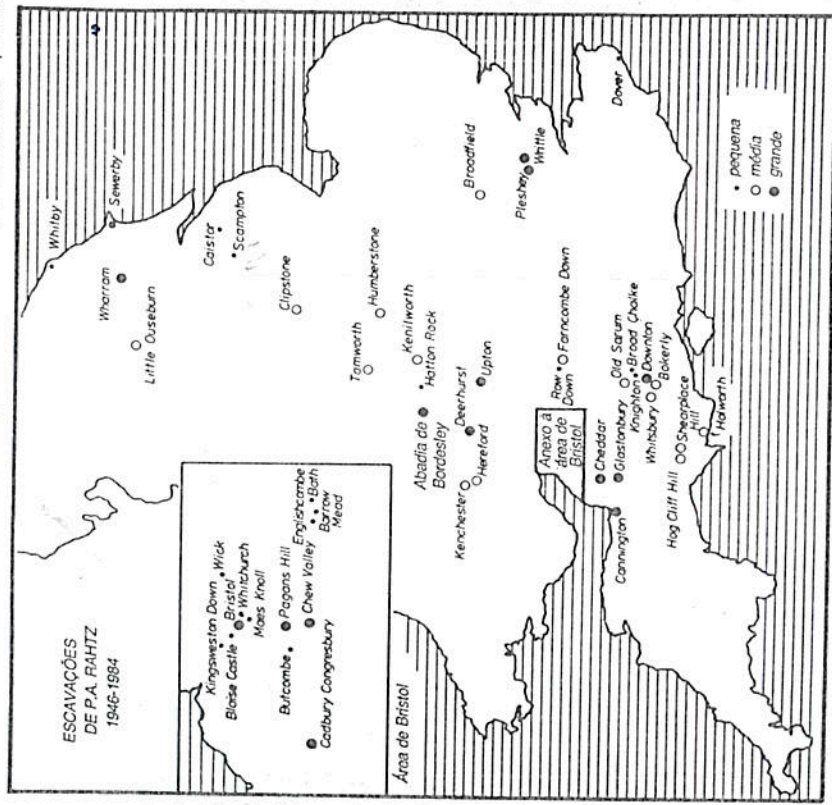 ESCAVAÇÕES
DE P.A. RAHTZ
1946-1984
Whitby
Sewerby
Wharram
Little Ouseburn
Caistor
Scampton
Clipstone
Humberstone
Tamworth
Kenilworth
Hatton Rock
Abadia de
Bordesley
Deerhurst
Upton
Kenchester
Hereford
Broadfield
Pleshey
Whittle
Dover
Row
Down
Farncombe Down
Anexo à
área de
Bristol
Cheddar
Glastonbury
Cannington
Old Sarum
Broad Chalke
Knighton
Downton
Whitsbury
Bokerly
Shearplace
Hill
Hog Cliff Hill
Holworth
pequena
média
grande
Kingsweston Down
Wick
Blaise Castle
Bristol
Whitchurch
Maes Knoll
Butcombe
Pagans Hill
Chew Valley
Cadbury Congresbury
Englishcombe
Bath
Barrow
Mead
Área de Bristol